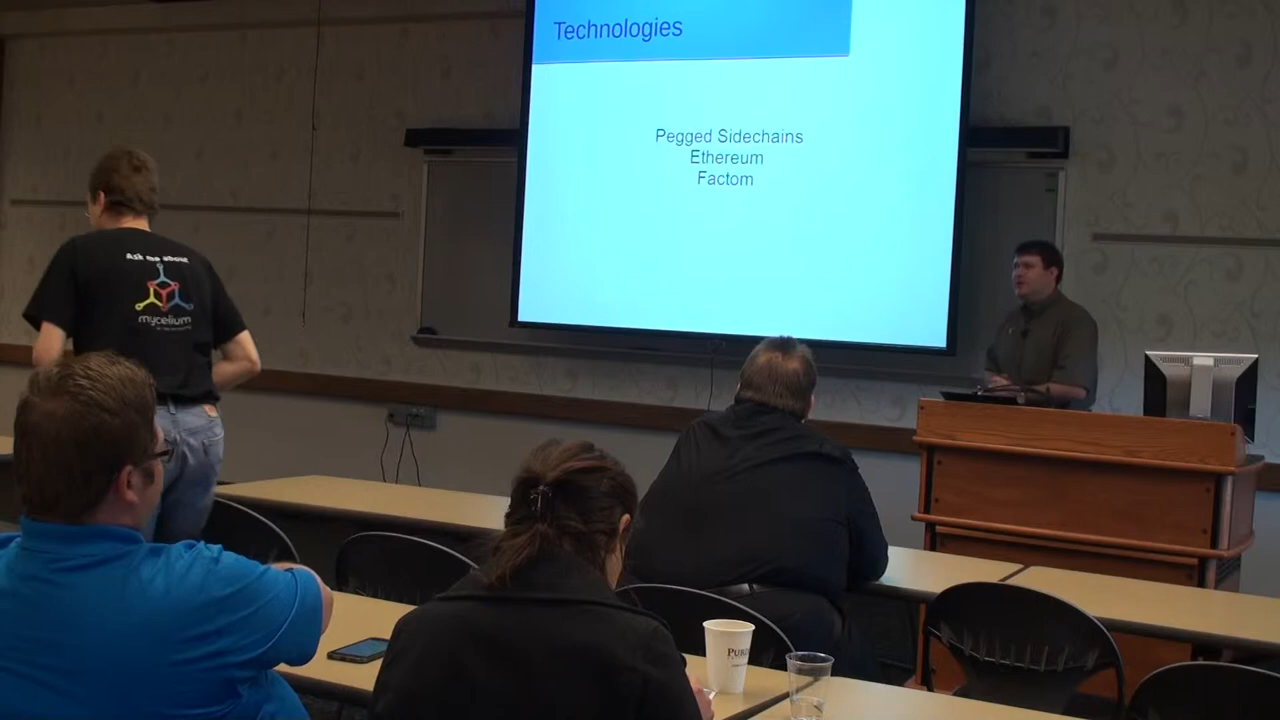 Technologies
Pegged Sidechains
Ethereum
Factom
Ask me about
mycelium